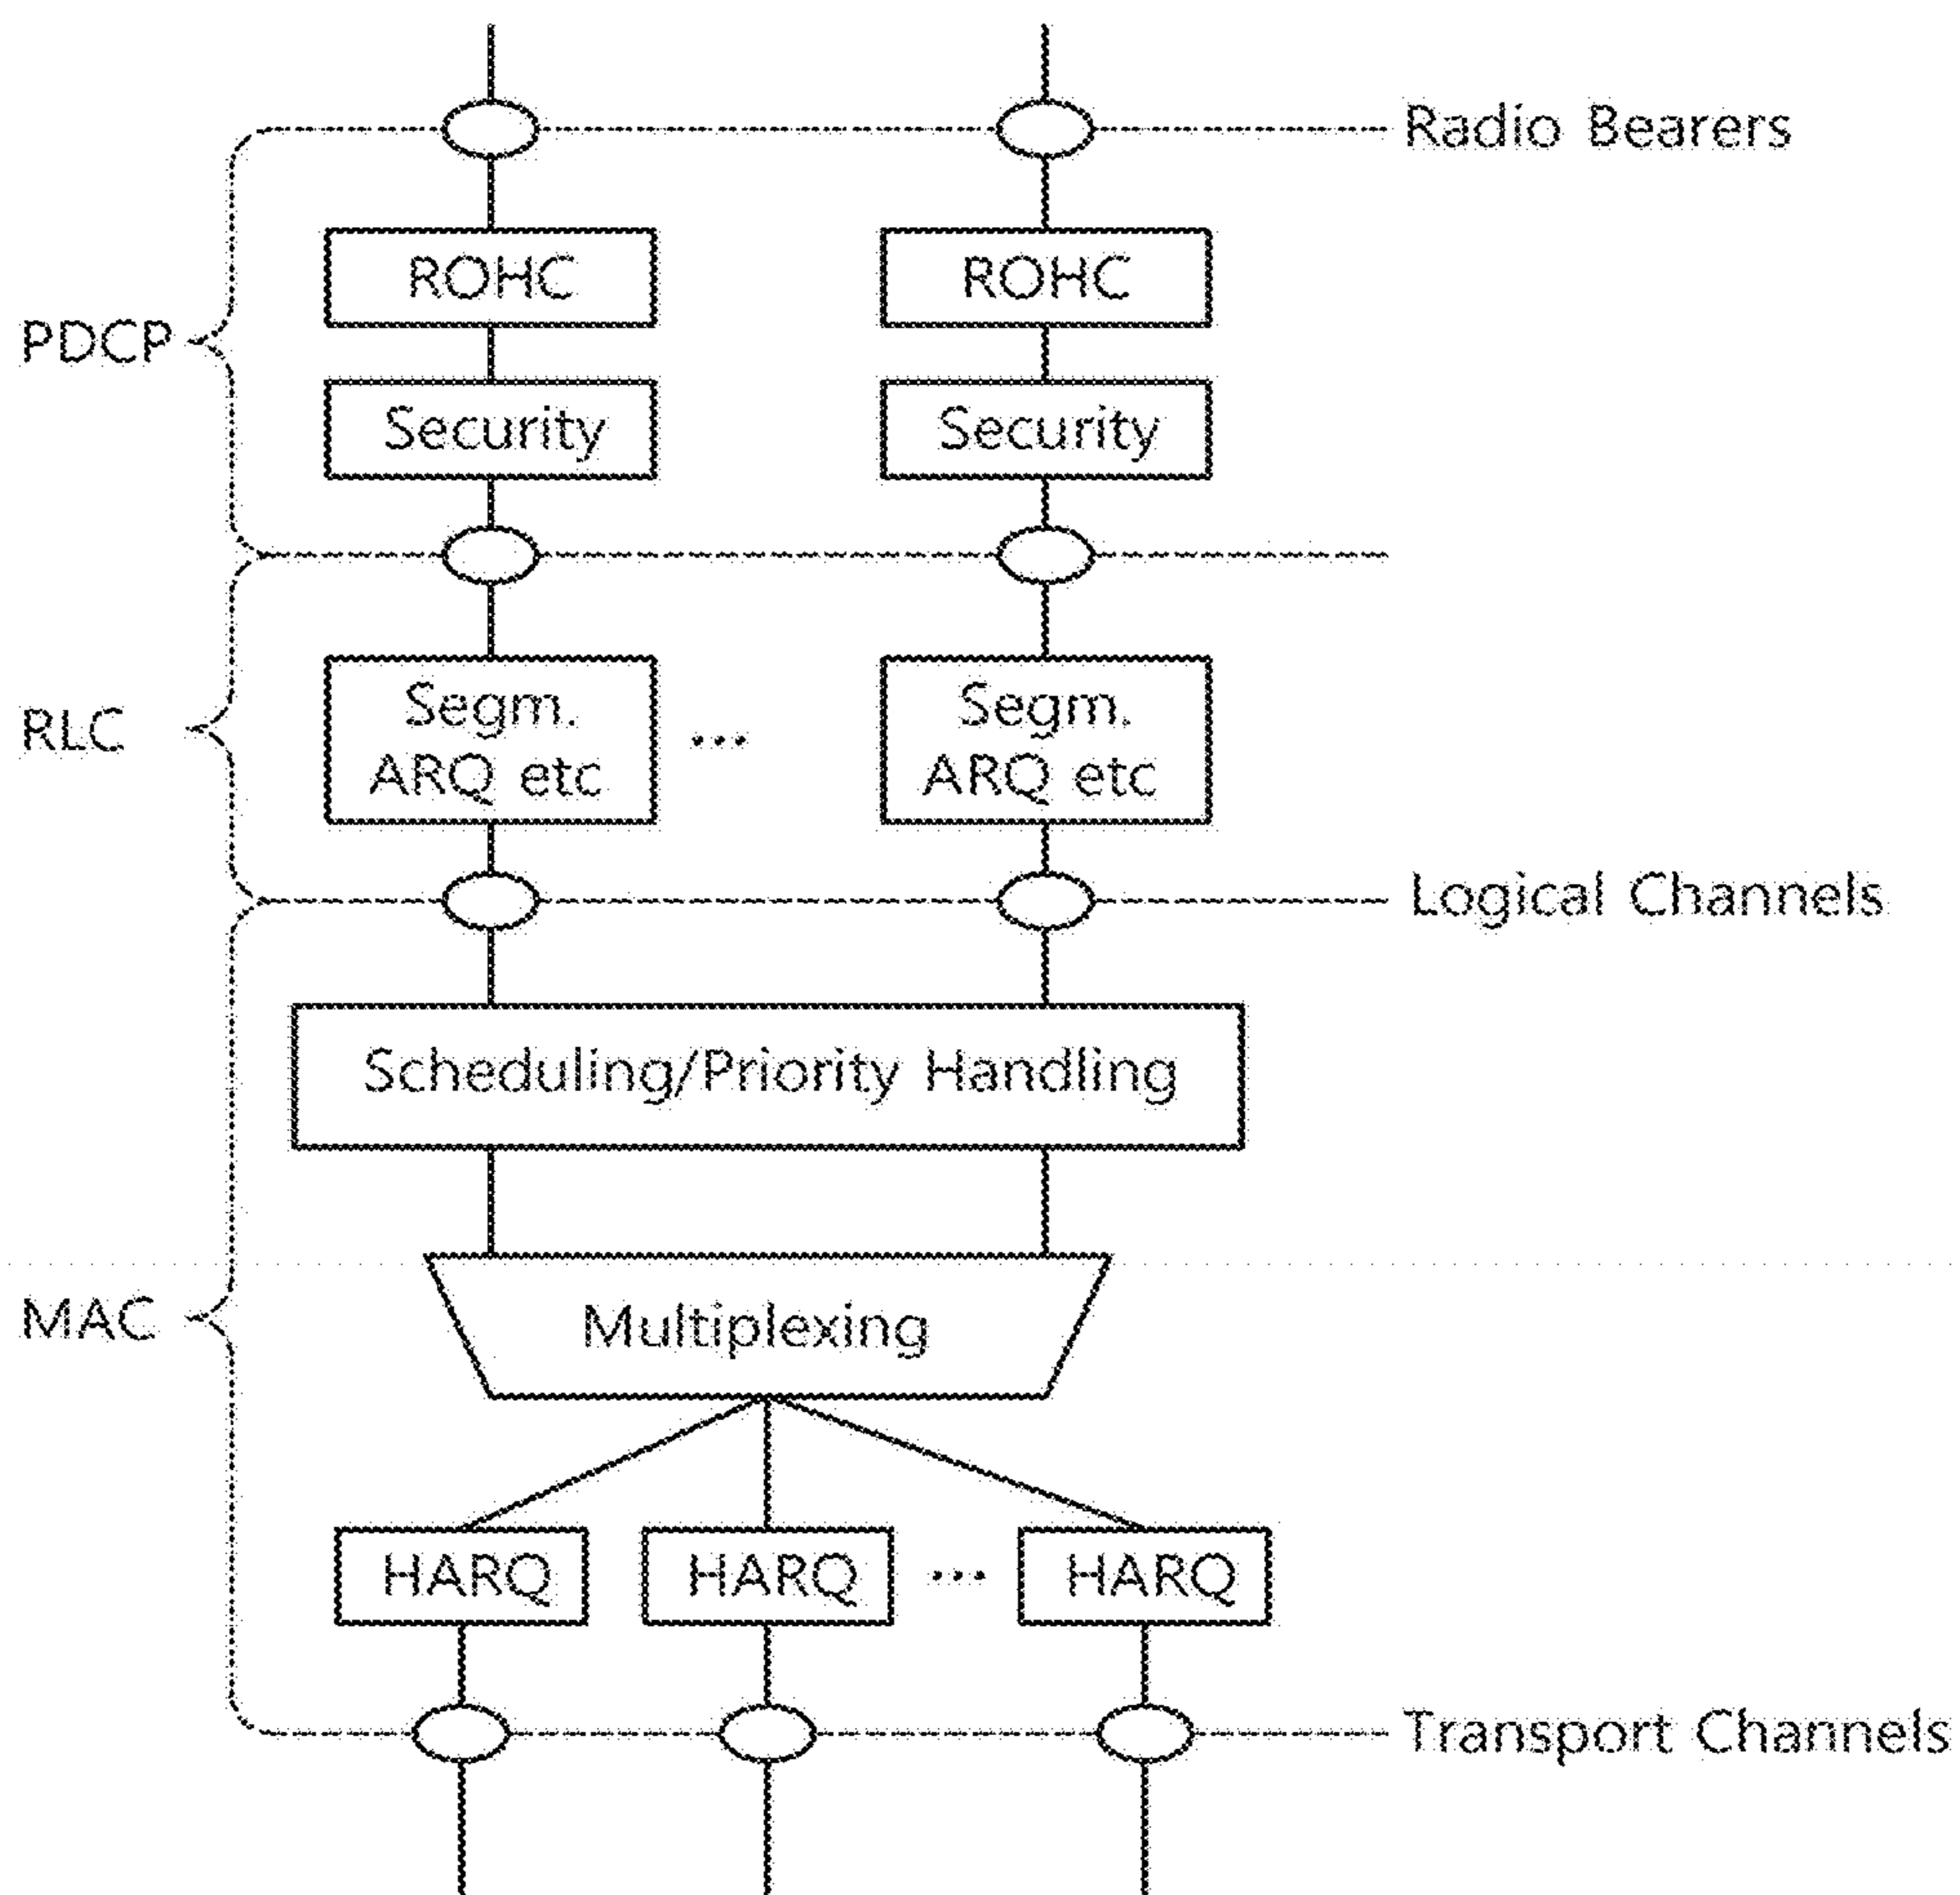 Radio Bearers
ROHC
ROHC
PDCP
Security
Security
Segm.
ARQ etc
...
Segm.
ARQ etc
RLC
Logical Channels
Scheduling/Priority Handling
MAC
Multiplexing
HARQ
HARQ
...
HARQ
Transport Channels